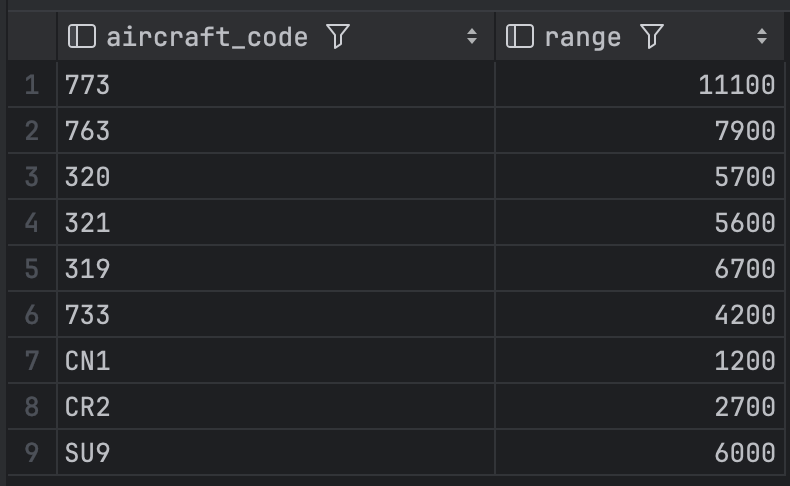 aircraft_code range
1 773 11100
2 763 7900
3 320 5700
4 321 5600
5 319 6700
6 733 4200
7 CN1 1200
8 CR2 2700
9 SU9 6000